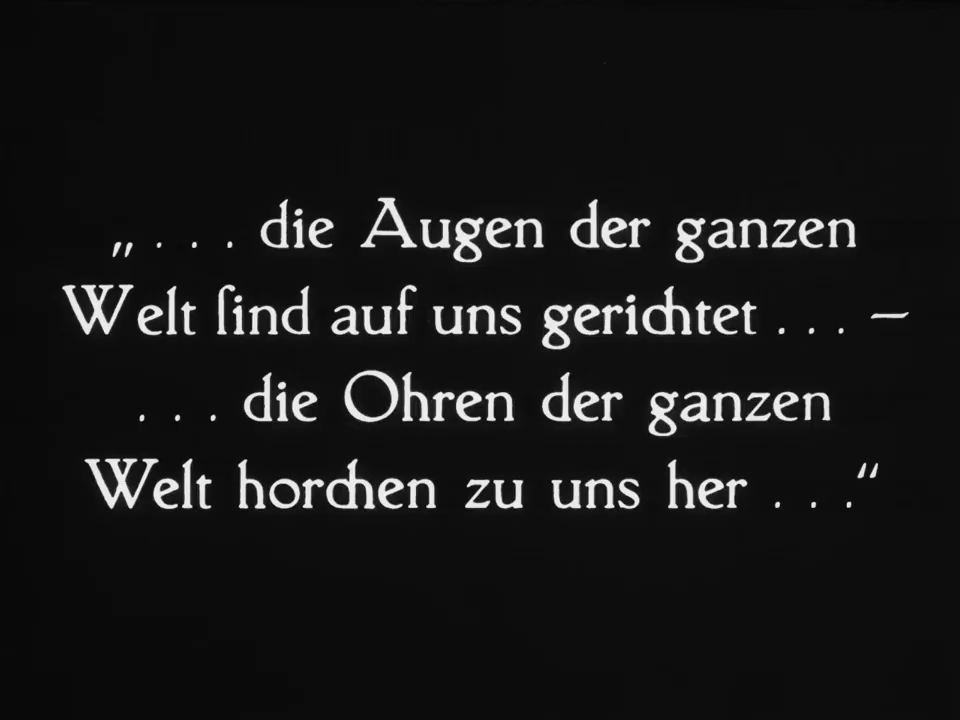 „ . . . die Augen der ganzen
Welt ſind auf uns gerichtet . . . –
. . . die Ohren der ganzen
Welt horchen zu uns her . . .“